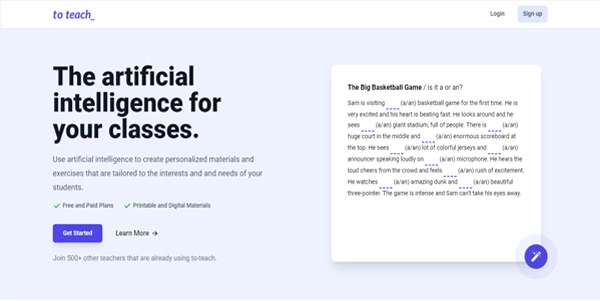 to teach_
Login
Sign up
The artificial
intelligence for
your classes.
Use artificial intelligence to create personalized materials and
exercises that are tailored to the interests and and needs of your
students.
Free and Paid Plans
Printable and Digital Materials
Get Started
Learn More →
Join 500+ other teachers that are already using to-teach.
The Big Basketball Game / is it a or an?
Sam is visiting ____ (a/an) basketball game for the first time. He is
very excited and his heart is beating fast. He looks around and he
sees ____ (a/an) giant stadium, full of people. There is ____ (a/an)
huge court in the middle and ____ (a/an) enormous scoreboard at
the top. He sees ____ (a/an) lot of colorful jerseys and ____ (a/an)
announcer speaking loudly on ____ (a/an) microphone. He hears the
loud cheers from the crowd and feels ____ (a/an) rush of excitement.
He watches ____ (a/an) amazing dunk and ____ (a/an) beautiful
three-pointer. The game is intense and Sam can't take his eyes away.